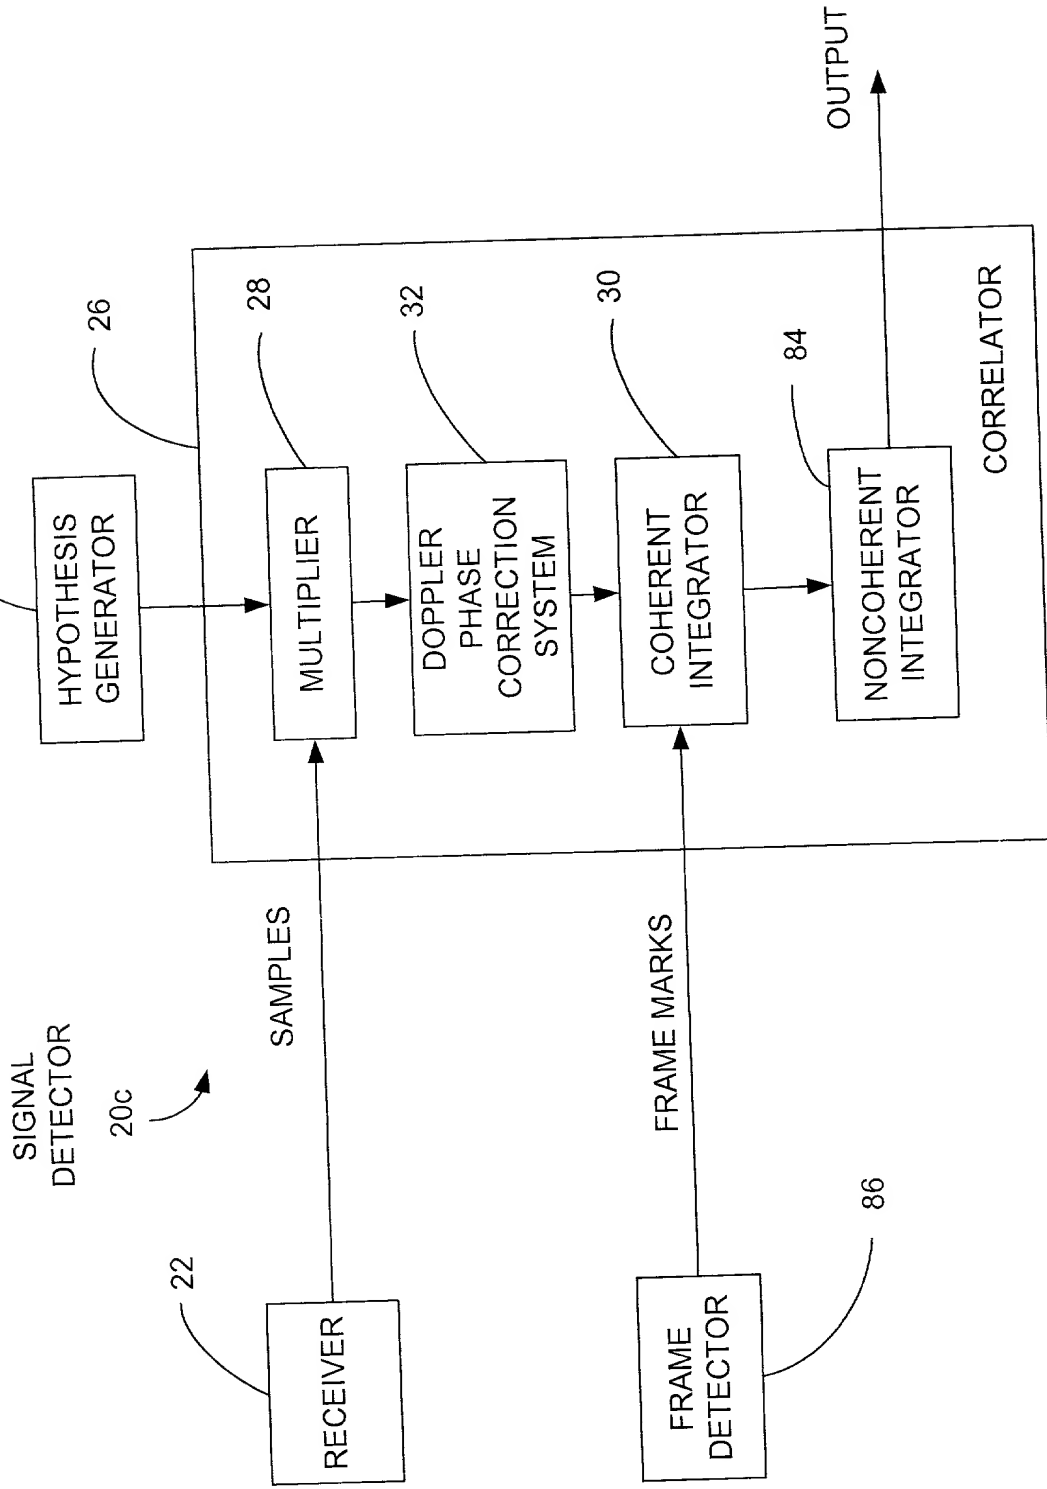 SIGNAL
DETECTOR
20c
HYPOTHESIS
GENERATOR
26
22
RECEIVER
SAMPLES
MULTIPLIER
28
DOPPLER
PHASE
CORRECTION
SYSTEM
32
FRAME
DETECTOR
86
FRAME MARKS
COHERENT
INTEGRATOR
30
NONCOHERENT
INTEGRATOR
84
CORRELATOR
OUTPUT